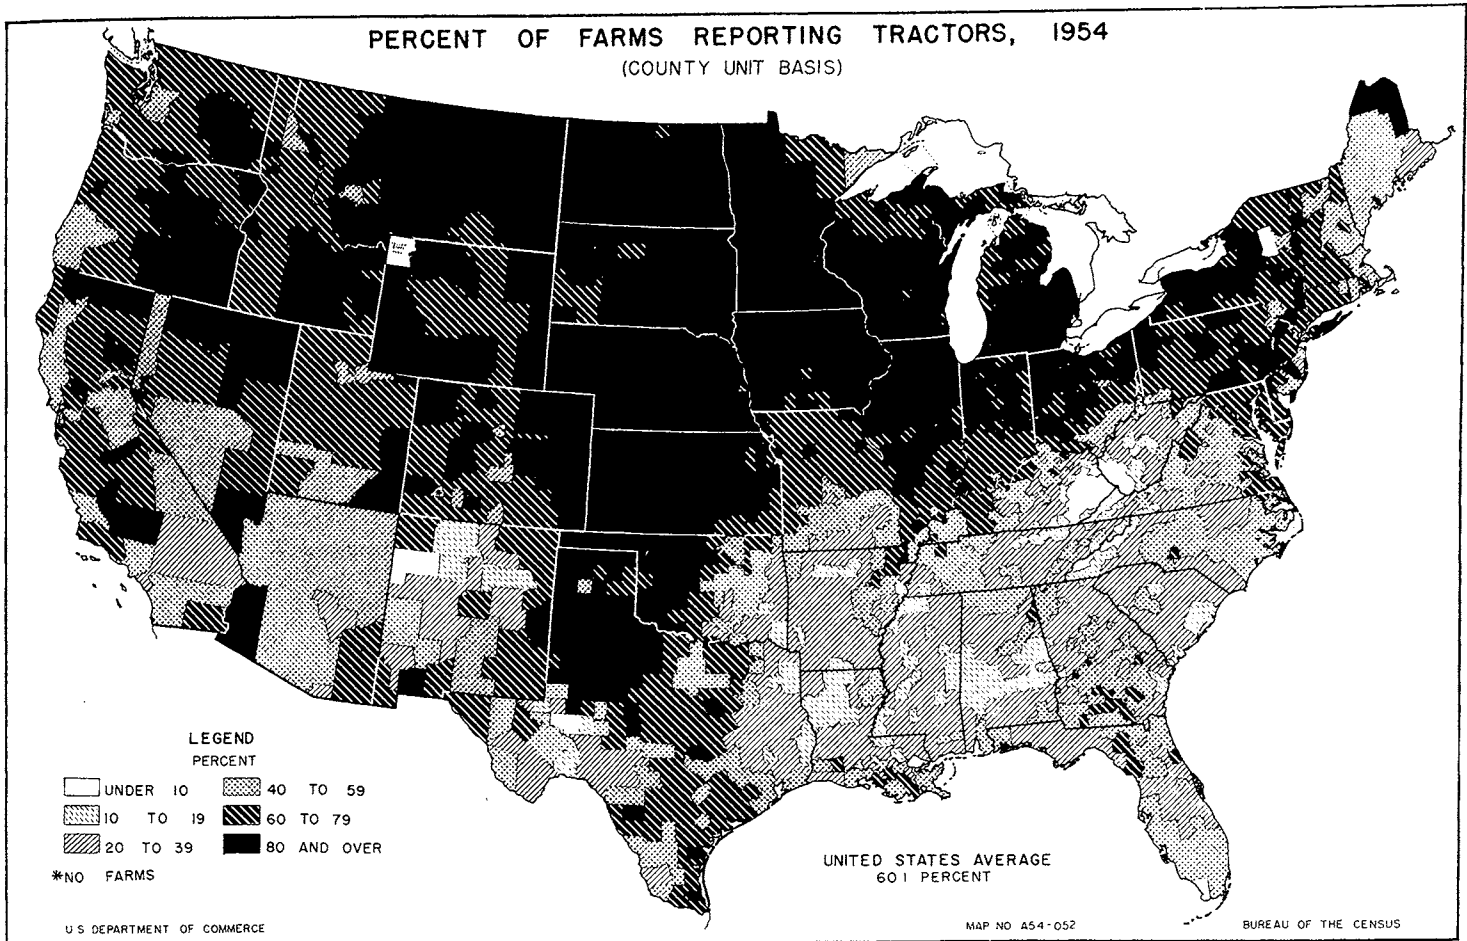 PERCENT OF FARMS REPORTING TRACTORS, 1954
(COUNTY UNIT BASIS)
LEGEND
PERCENT
UNDER 10
40 TO 59
10 TO 19
60 TO 79
20 TO 39
80 AND OVER
*NO FARMS
UNITED STATES AVERAGE
60 1 PERCENT
U S DEPARTMENT OF COMMERCE
MAP NO A54-052
BUREAU OF THE CENSUS